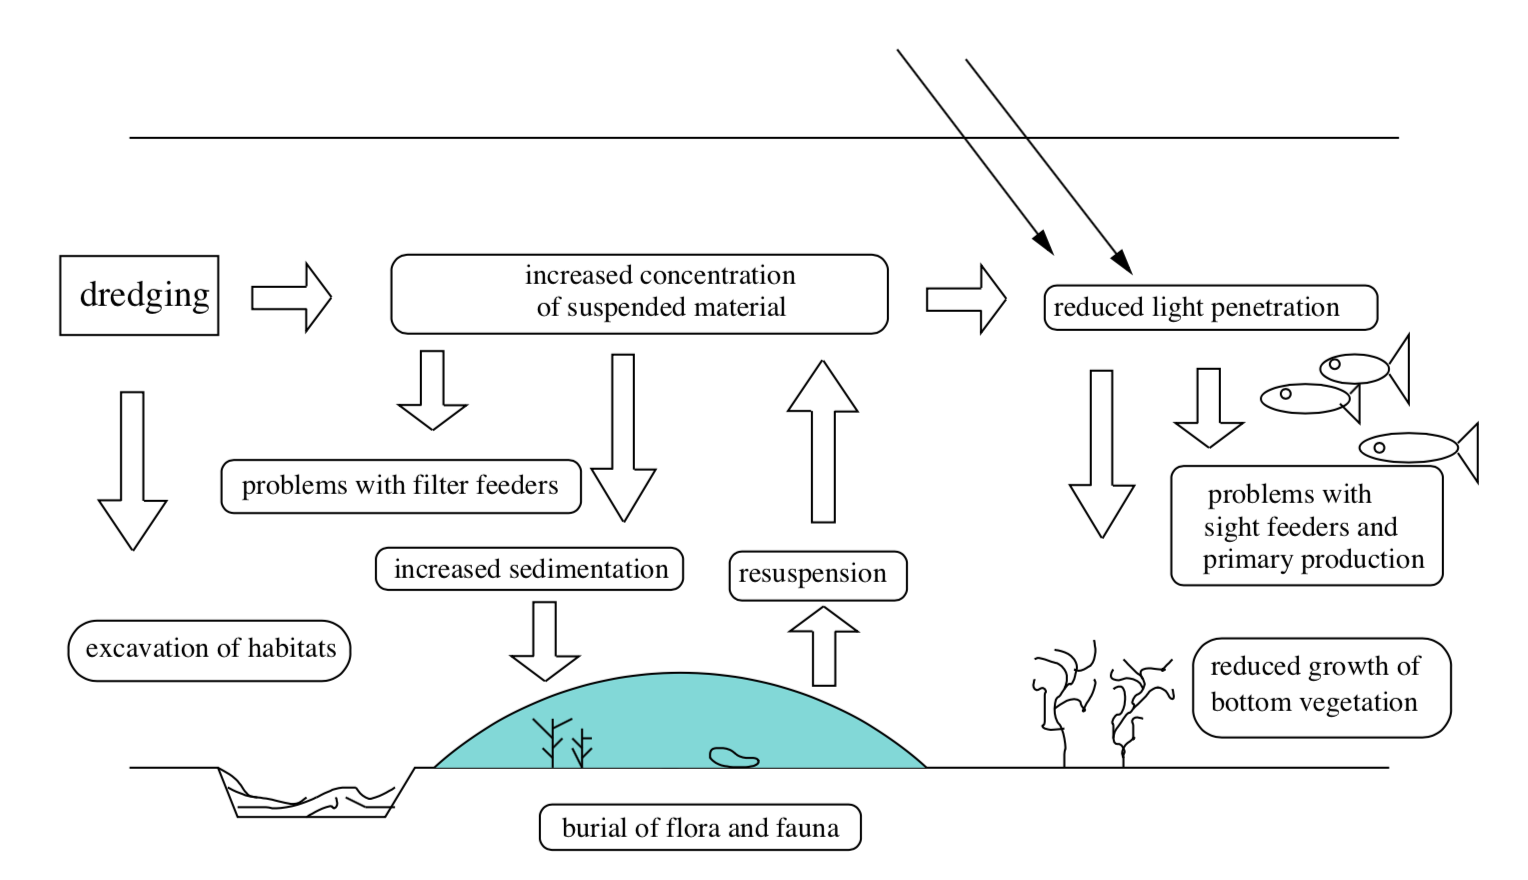 dredging
increased concentration
of suspended material
reduced light penetration
problems with filter feeders
problems with
sight feeders and
primary production
increased sedimentation
resuspension
excavation of habitats
reduced growth of
bottom vegetation
burial of flora and fauna